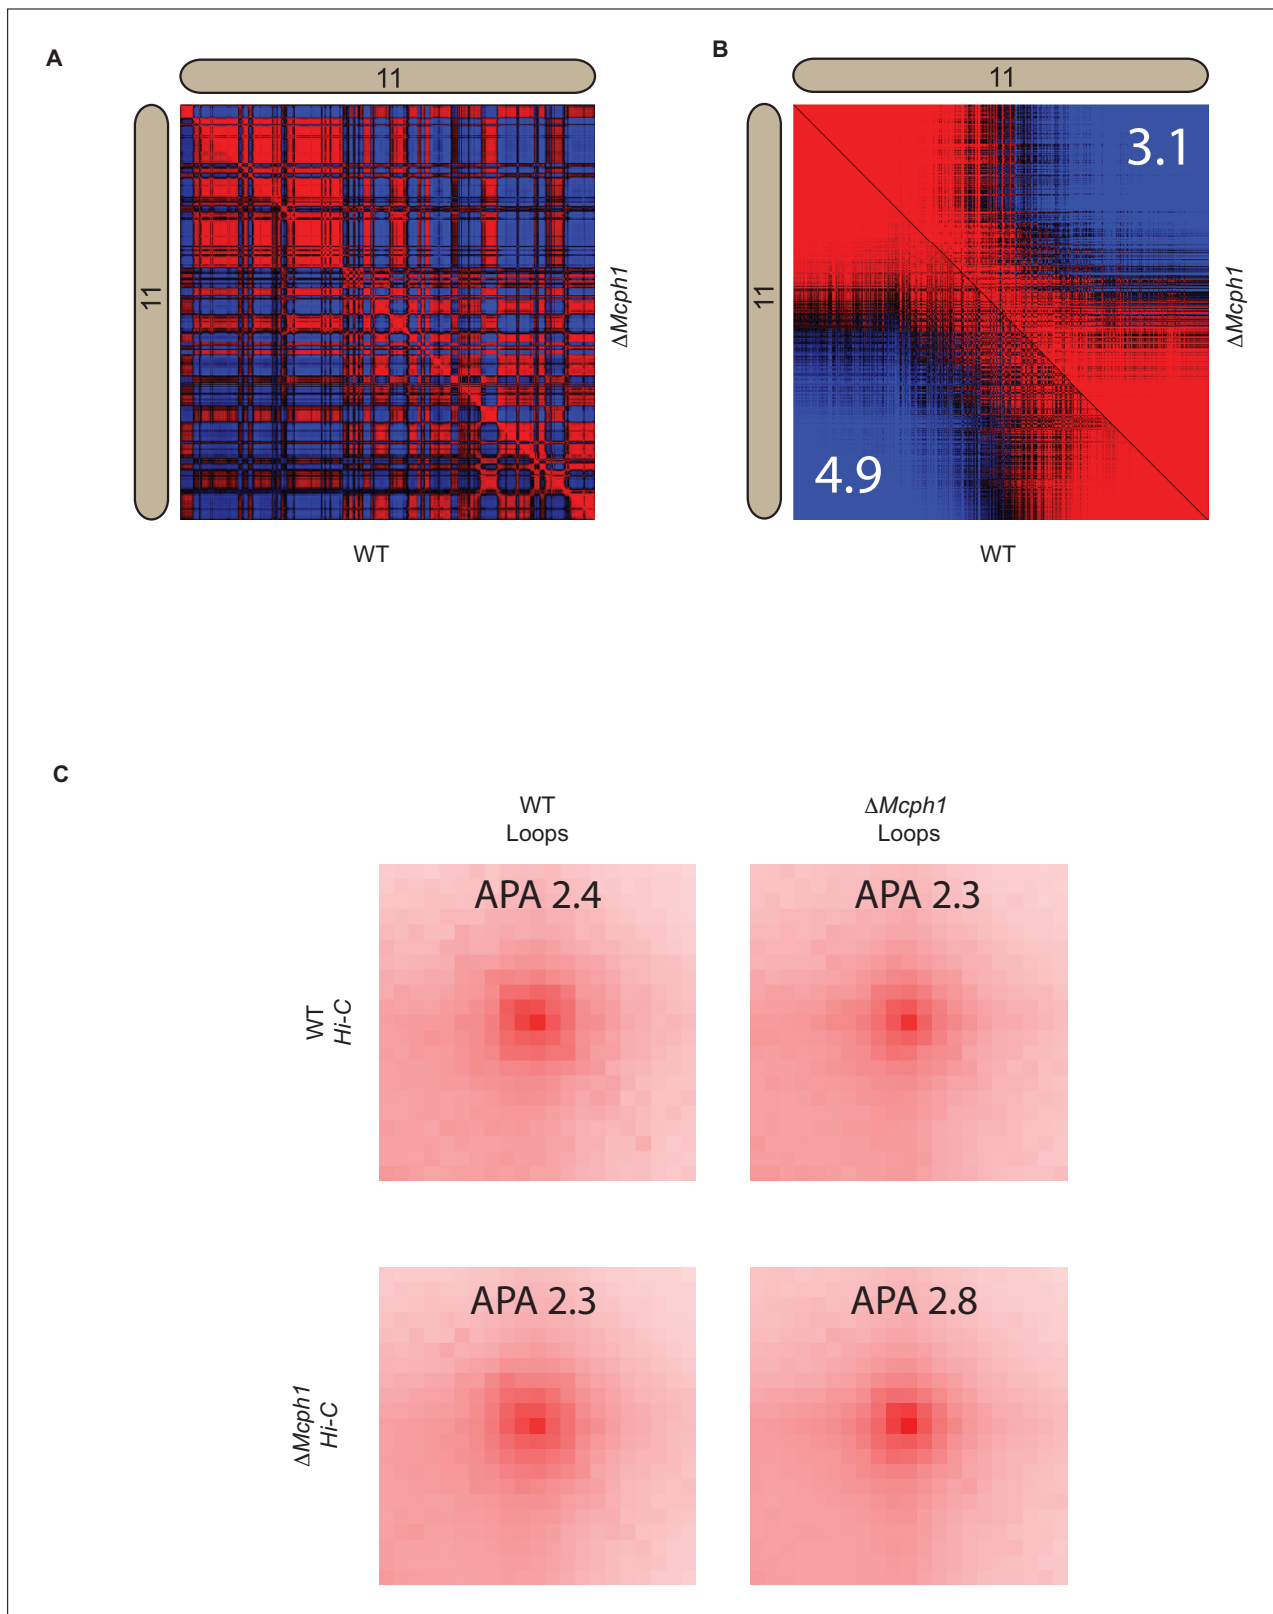 A
B
11
11
11
11
3.1
4.9
ΔMcph1
ΔMcph1
WT
WT
C
WT
Loops
ΔMcph1
Loops
APA 2.4
APA 2.3
WT
Hi-C
APA 2.3
APA 2.8
ΔMcph1
Hi-C